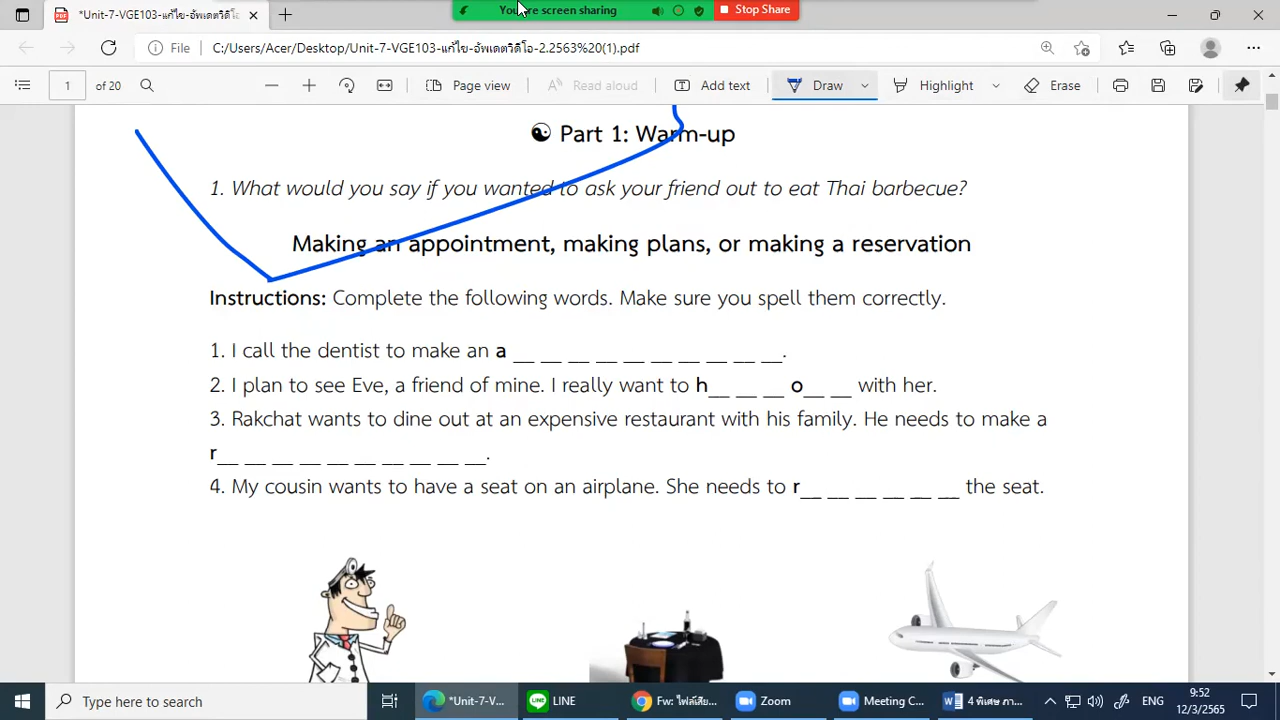 *Unit-7-VGE103-แก้ไข-อัพเดตวิดีโอ-2
You're screen sharing
Stop Share
File
C:/Users/Acer/Desktop/Unit-7-VGE103-แก้ไข-อัพเดตวิดีโอ-2.2563%20(1).pdf
1 of 20
Page view
Read aloud
Add text
Draw
Highlight
Erase
Part 1: Warm-up
1. What would you say if you wanted to ask your friend out to eat Thai barbecue?
Making an appointment, making plans, or making a reservation
Instructions: Complete the following words. Make sure you spell them correctly.
1. I call the dentist to make an a __ __ __ __ __ __ __ __ __ __.
2. I plan to see Eve, a friend of mine. I really want to h__ __ __ o__ __ with her.
3. Rakchat wants to dine out at an expensive restaurant with his family. He needs to make a
r__ __ __ __ __ __ __ __ __ __.
4. My cousin wants to have a seat on an airplane. She needs to r__ __ __ __ __ __ the seat.
Type here to search
*Unit-7-V...
LINE
Fw: ไฟล์เสีย...
Zoom
Meeting C...
4 พิเศษ ภา...
ENG
9:52
12/3/2565